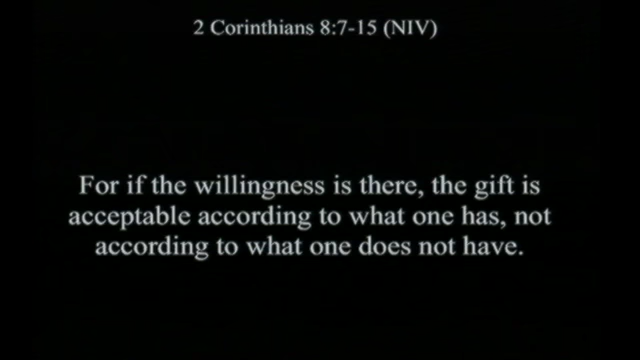 2 Corinthians 8:7-15 (NIV)
For if the willingness is there, the gift is
acceptable according to what one has, not
according to what one does not have.